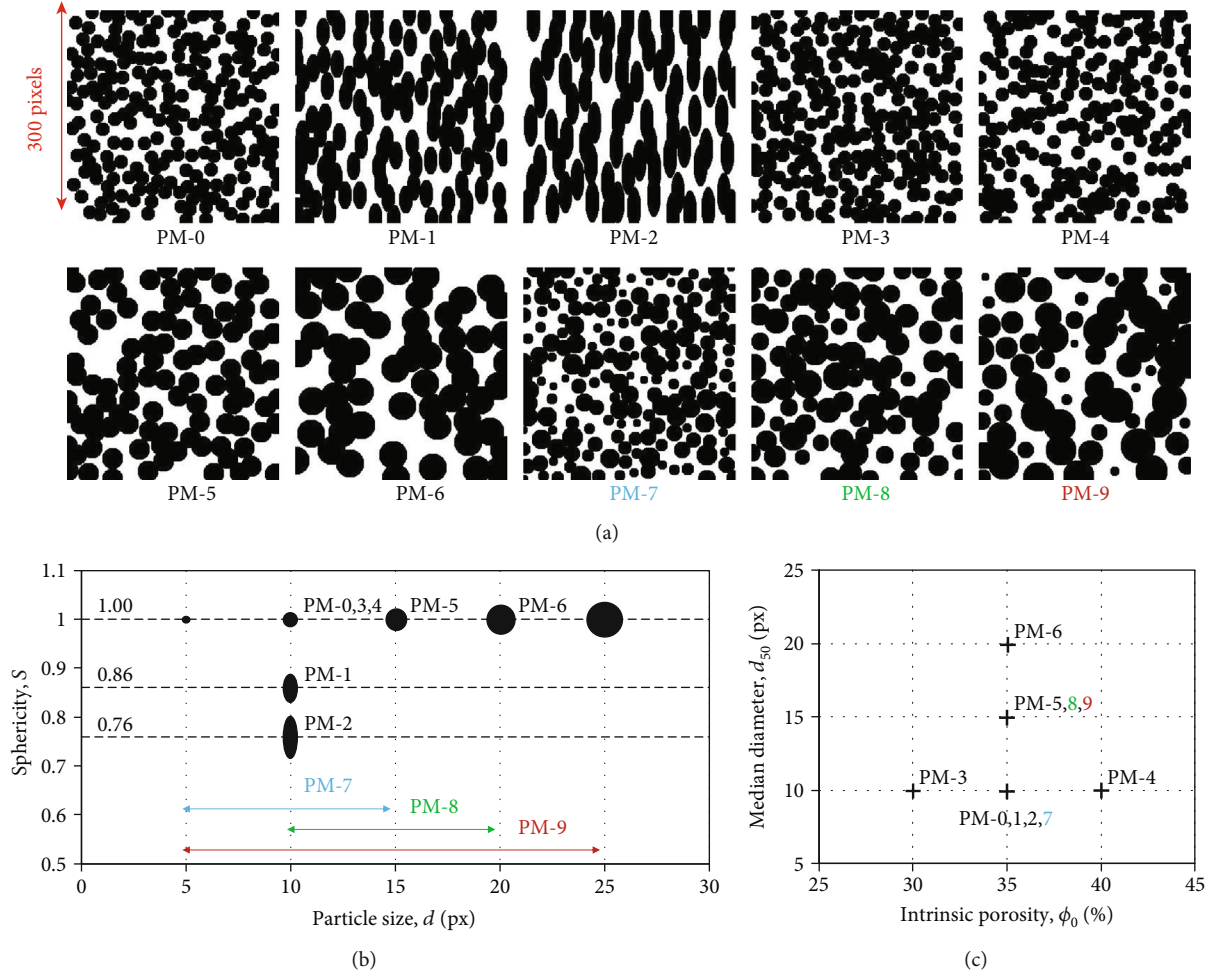 300 pixels
PM-0
PM-1
PM-2
PM-3
PM-4
PM-5
PM-6
PM-7
PM-8
PM-9
(a)
1.1
1
0.9
0.8
0.7
0.6
0.5
Sphericity, S
1.00
0.86
0.76
PM-0,3,4
PM-5
PM-6
PM-1
PM-2
PM-7
PM-8
PM-9
0
5
10
15
20
25
30
Particle size, d (px)
(b)
25
20
15
10
5
Median diameter, d₅₀ (px)
PM-6
PM-5,8,9
PM-3
PM-4
PM-0,1,2,7
25
30
35
40
45
Intrinsic porosity, ϕ₀ (%)
(c)